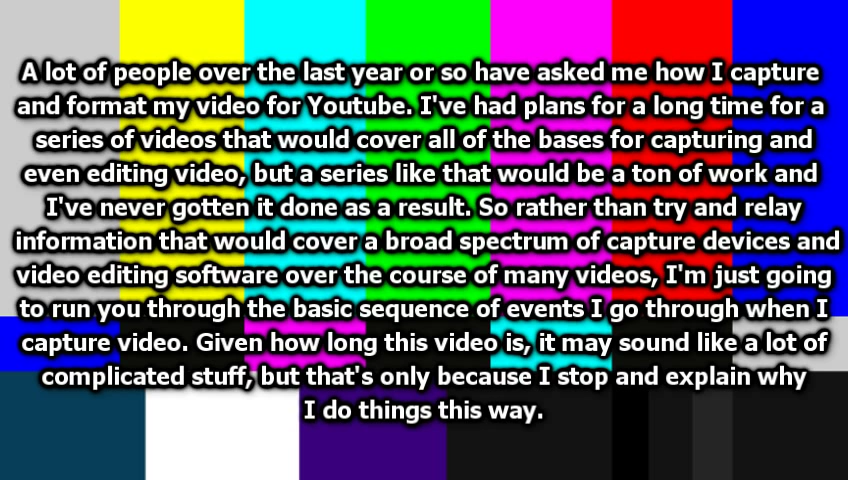 A lot of people over the last year or so have asked me how I capture
and format my video for Youtube. I've had plans for a long time for a
series of videos that would cover all of the bases for capturing and
even editing video, but a series like that would be a ton of work and
I've never gotten it done as a result. So rather than try and relay
information that would cover a broad spectrum of capture devices and
video editing software over the course of many videos, I'm just going
to run you through the basic sequence of events I go through when I
capture video. Given how long this video is, it may sound like a lot of
complicated stuff, but that's only because I stop and explain why
I do things this way.